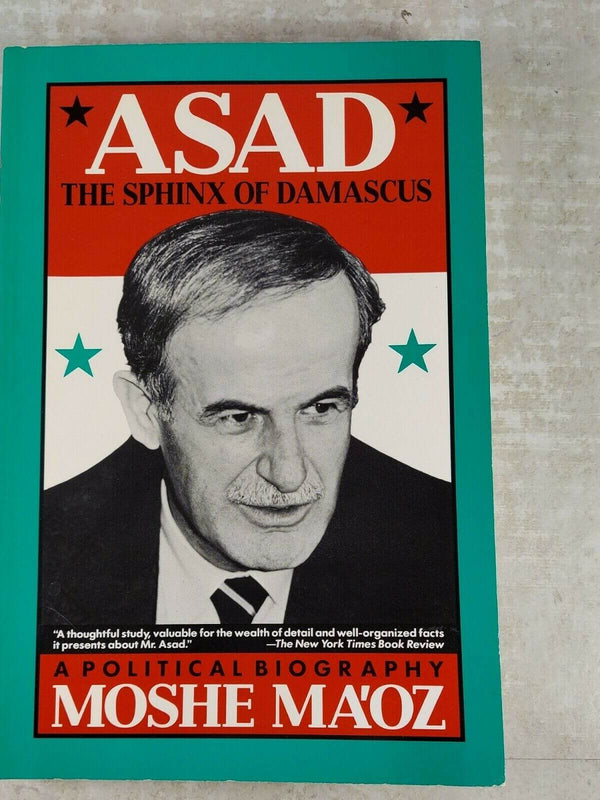 ASAD
THE SPHINX OF DAMASCUS
"A thoughtful study, valuable for the wealth of detail and well-organized facts
it presents about Mr. Asad." —The New York Times Book Review
A POLITICAL BIOGRAPHY
MOSHE MA'OZ